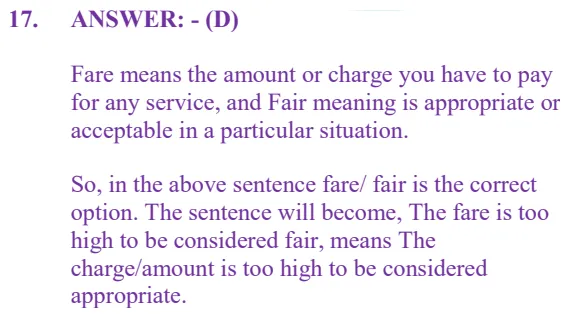 17. ANSWER: - (D)
Fare means the amount or charge you have to pay
for any service, and Fair meaning is appropriate or
acceptable in a particular situation.
So, in the above sentence fare/ fair is the correct
option. The sentence will become, The fare is too
high to be considered fair, means The
charge/amount is too high to be considered
appropriate.